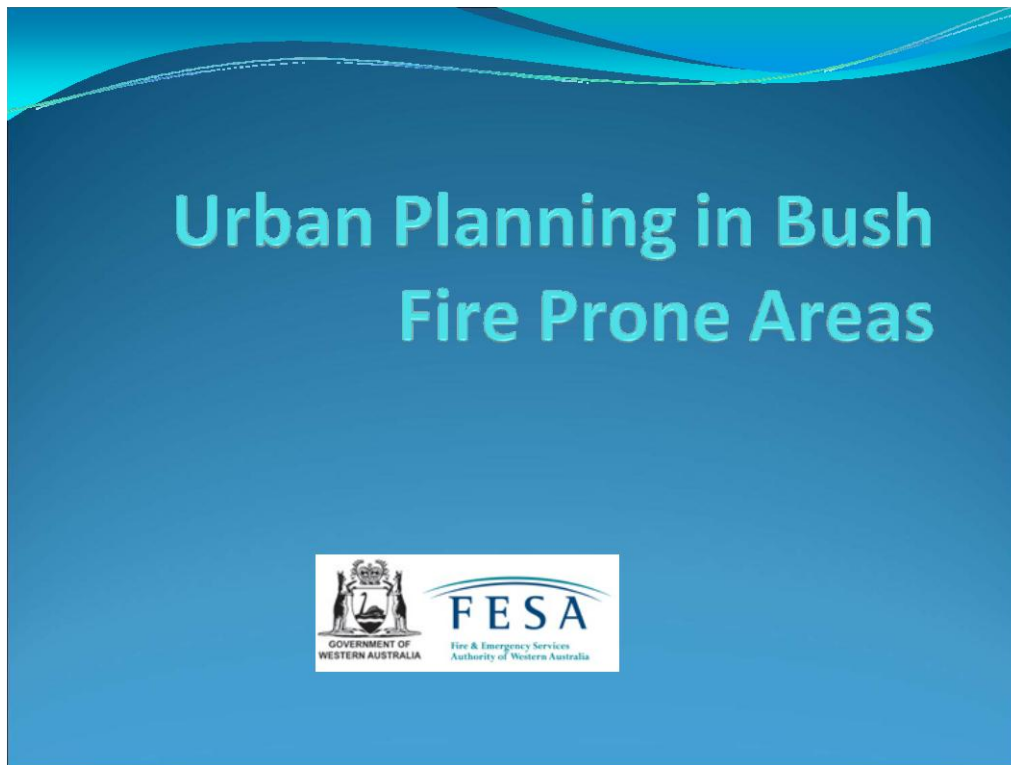 Urban Planning in Bush
Fire Prone Areas
GOVERNMENT OF
WESTERN AUSTRALIA
FESA
Fire & Emergency Services
Authority of Western Australia